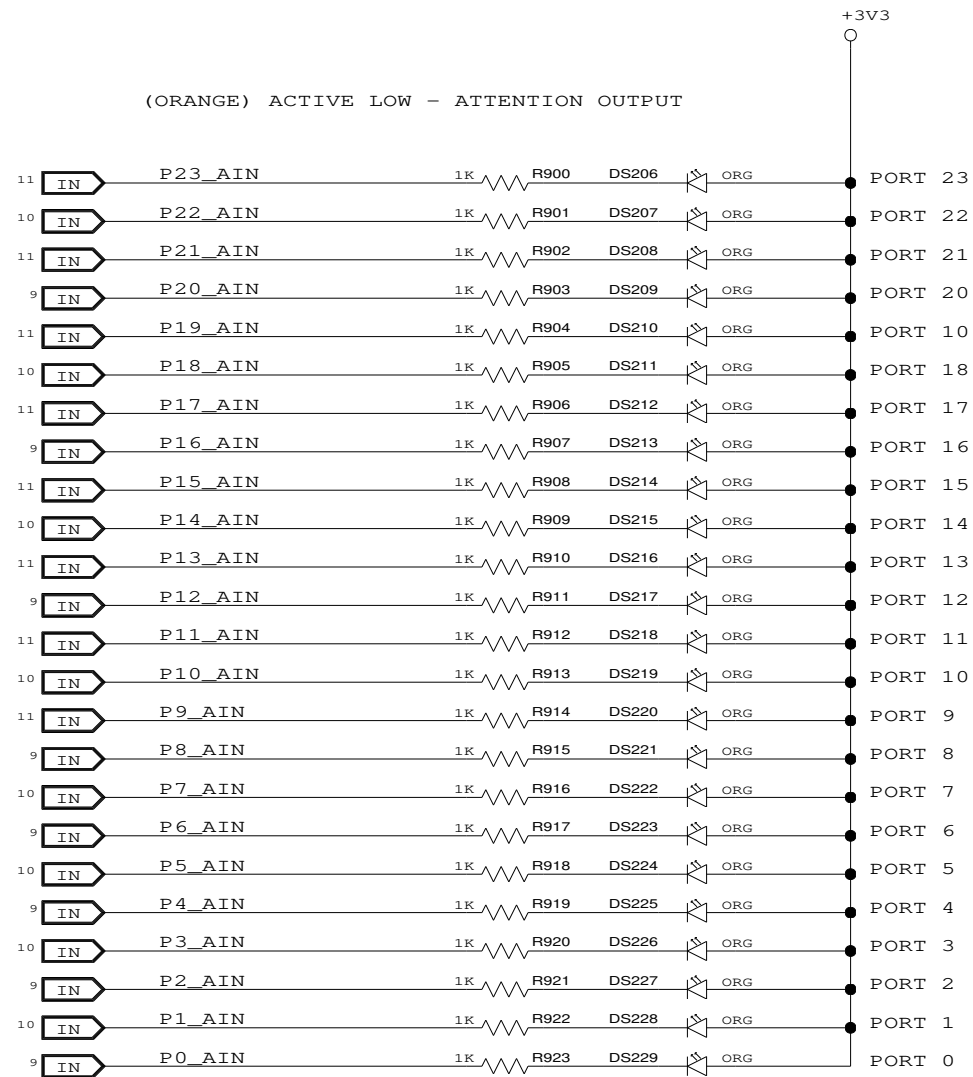 +3V3
(ORANGE) ACTIVE LOW – ATTENTION OUTPUT
11 IN P23_AIN 1K R900 DS206 ORG PORT 23
10 IN P22_AIN 1K R901 DS207 ORG PORT 22
11 IN P21_AIN 1K R902 DS208 ORG PORT 21
9 IN P20_AIN 1K R903 DS209 ORG PORT 20
11 IN P19_AIN 1K R904 DS210 ORG PORT 10
10 IN P18_AIN 1K R905 DS211 ORG PORT 18
11 IN P17_AIN 1K R906 DS212 ORG PORT 17
9 IN P16_AIN 1K R907 DS213 ORG PORT 16
11 IN P15_AIN 1K R908 DS214 ORG PORT 15
10 IN P14_AIN 1K R909 DS215 ORG PORT 14
11 IN P13_AIN 1K R910 DS216 ORG PORT 13
9 IN P12_AIN 1K R911 DS217 ORG PORT 12
11 IN P11_AIN 1K R912 DS218 ORG PORT 11
10 IN P10_AIN 1K R913 DS219 ORG PORT 10
11 IN P9_AIN 1K R914 DS220 ORG PORT 9
9 IN P8_AIN 1K R915 DS221 ORG PORT 8
10 IN P7_AIN 1K R916 DS222 ORG PORT 7
9 IN P6_AIN 1K R917 DS223 ORG PORT 6
10 IN P5_AIN 1K R918 DS224 ORG PORT 5
9 IN P4_AIN 1K R919 DS225 ORG PORT 4
10 IN P3_AIN 1K R920 DS226 ORG PORT 3
9 IN P2_AIN 1K R921 DS227 ORG PORT 2
10 IN P1_AIN 1K R922 DS228 ORG PORT 1
9 IN P0_AIN 1K R923 DS229 ORG PORT 0